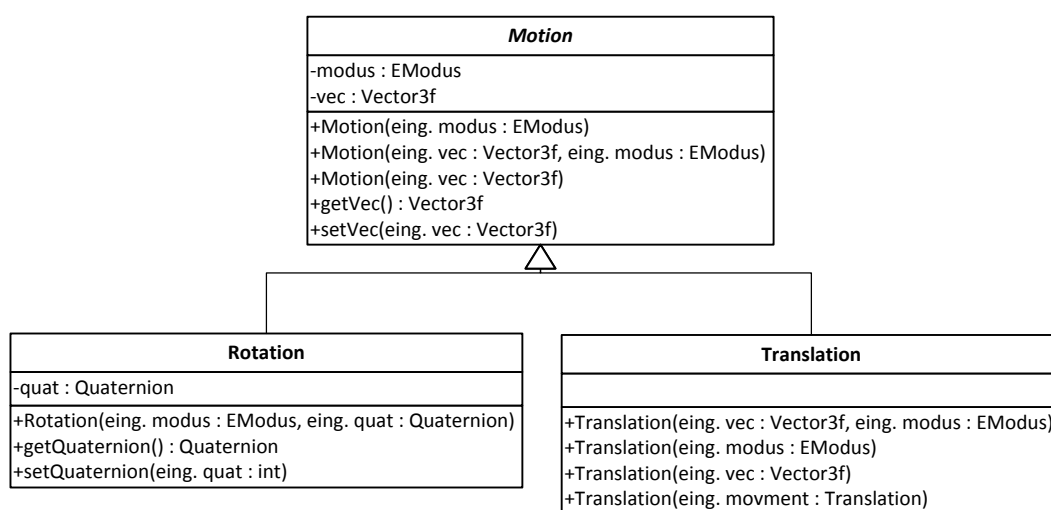 Motion
-modus : EModus
-vec : Vector3f
+Motion(eing. modus : EModus)
+Motion(eing. vec : Vector3f, eing. modus : EModus)
+Motion(eing. vec : Vector3f)
+getVec() : Vector3f
+setVec(eing. vec : Vector3f)
Rotation
-quat : Quaternion
+Rotation(eing. modus : EModus, eing. quat : Quaternion)
+getQuaternion() : Quaternion
+setQuaternion(eing. quat : int)
Translation
+Translation(eing. vec : Vector3f, eing. modus : EModus)
+Translation(eing. modus : EModus)
+Translation(eing. vec : Vector3f)
+Translation(eing. movment : Translation)